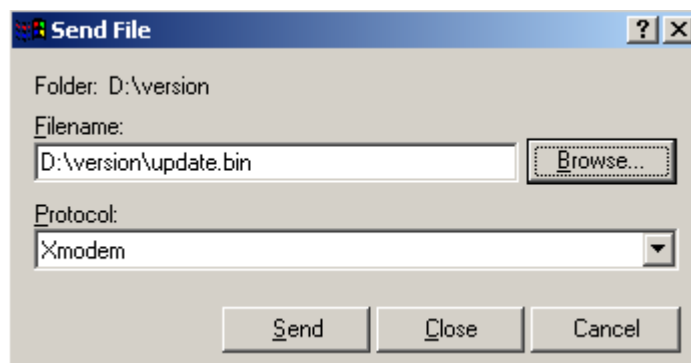 Send File
Folder: D:\version
Filename:
D:\version\update.bin
Browse...
Protocol:
Xmodem
Send Close Cancel